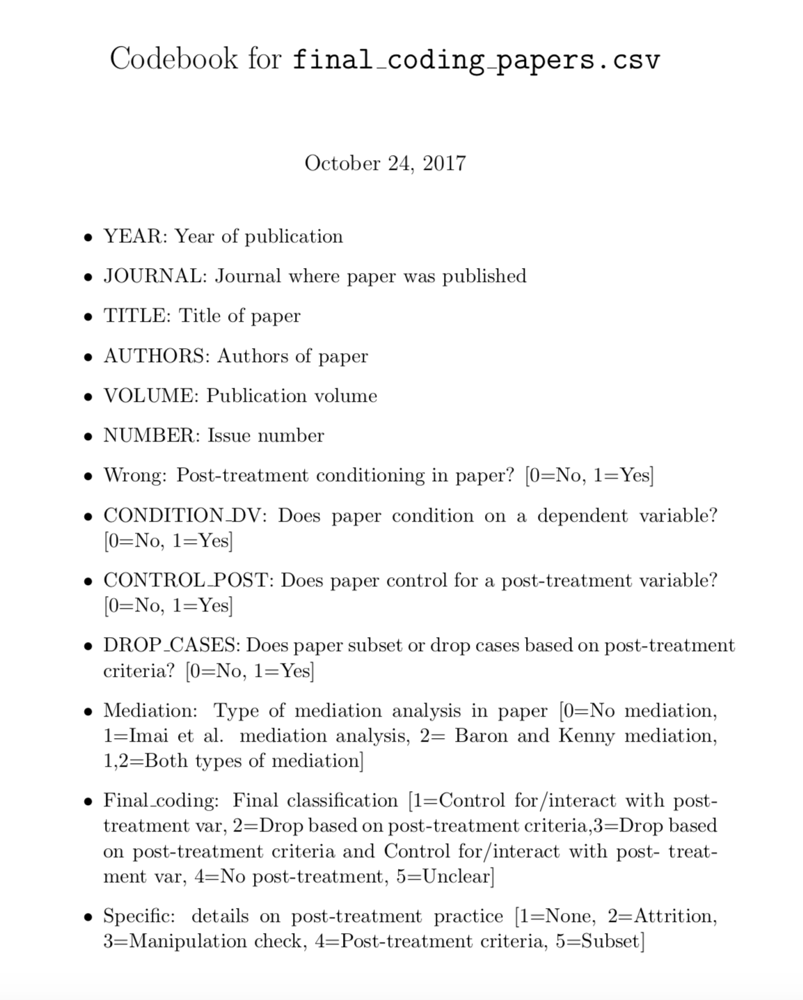 Codebook for final_coding_papers.csv
October 24, 2017
• YEAR: Year of publication
• JOURNAL: Journal where paper was published
• TITLE: Title of paper
• AUTHORS: Authors of paper
• VOLUME: Publication volume
• NUMBER: Issue number
• Wrong: Post-treatment conditioning in paper? [0=No, 1=Yes]
• CONDITION_DV: Does paper condition on a dependent variable?
[0=No, 1=Yes]
• CONTROL_POST: Does paper control for a post-treatment variable?
[0=No, 1=Yes]
• DROP_CASES: Does paper subset or drop cases based on post-treatment
criteria? [0=No, 1=Yes]
• Mediation: Type of mediation analysis in paper [0=No mediation,
1=Imai et al. mediation analysis, 2= Baron and Kenny mediation,
1,2=Both types of mediation]
• Final_coding: Final classification [1=Control for/interact with post-
treatment var, 2=Drop based on post-treatment criteria,3=Drop based
on post-treatment criteria and Control for/interact with post- treat-
ment var, 4=No post-treatment, 5=Unclear]
• Specific: details on post-treatment practice [1=None, 2=Attrition,
3=Manipulation check, 4=Post-treatment criteria, 5=Subset]